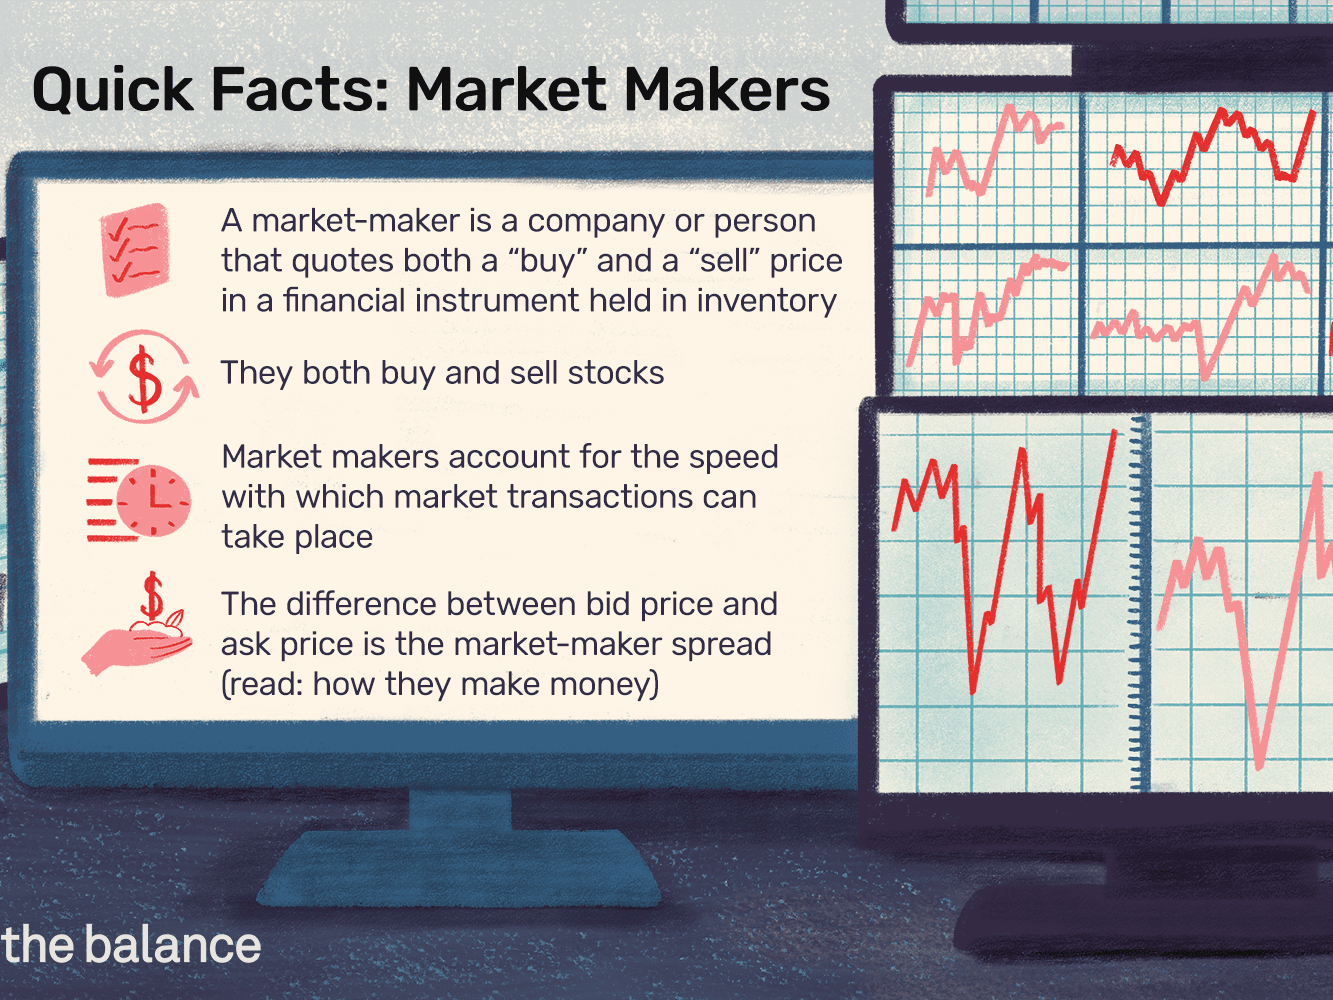 Quick Facts: Market Makers
A market-maker is a company or person
that quotes both a “buy” and a “sell” price
in a financial instrument held in inventory
They both buy and sell stocks
Market makers account for the speed
with which market transactions can
take place
The difference between bid price and
ask price is the market-maker spread
(read: how they make money)
the balance